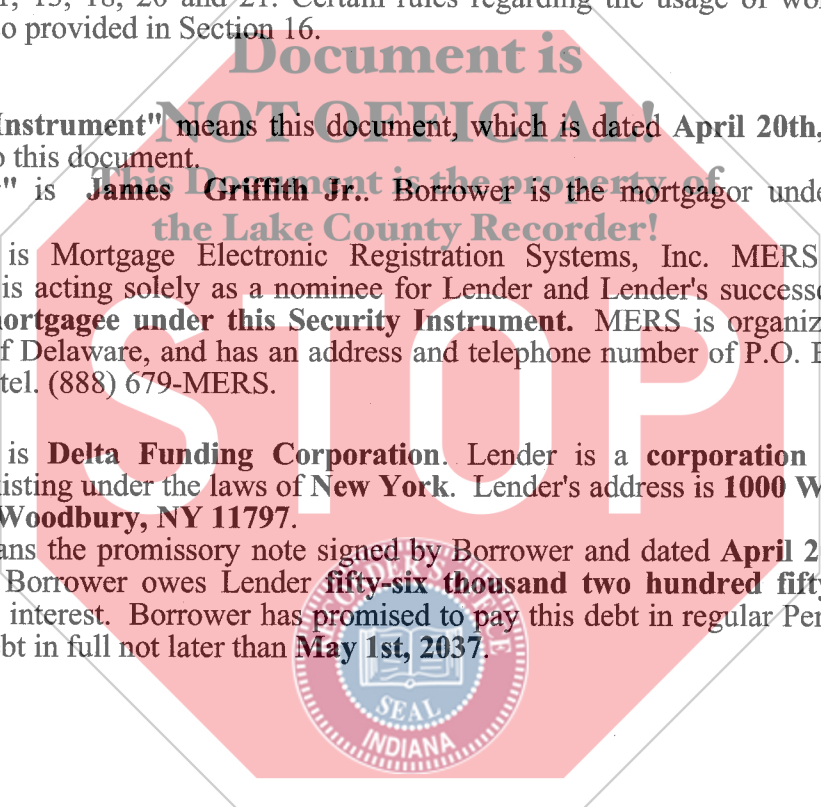 1, 13, 18, 20 and 21. Certain rules regarding the usage of wo
o provided in Section 16.
Document is
NOT OFFICIAL!
Instrument" means this document, which is dated April 20th,
o this document.
This Document is the property of
" is James Griffith Jr.. Borrower is the mortgagor unde
the Lake County Recorder!
is Mortgage Electronic Registration Systems, Inc. MERS
is acting solely as a nominee for Lender and Lender's success
ortgagee under this Security Instrument. MERS is organiz
f Delaware, and has an address and telephone number of P.O. B
tel. (888) 679-MERS.
STOP
is Delta Funding Corporation. Lender is a corporation
isting under the laws of New York. Lender's address is 1000 W
Woodbury, NY 11797.
ans the promissory note signed by Borrower and dated April 2
Borrower owes Lender fifty-six thousand two hundred fift
interest. Borrower has promised to pay this debt in regular Per
bt in full not later than May 1st, 2037.
SEAL
INDIANA